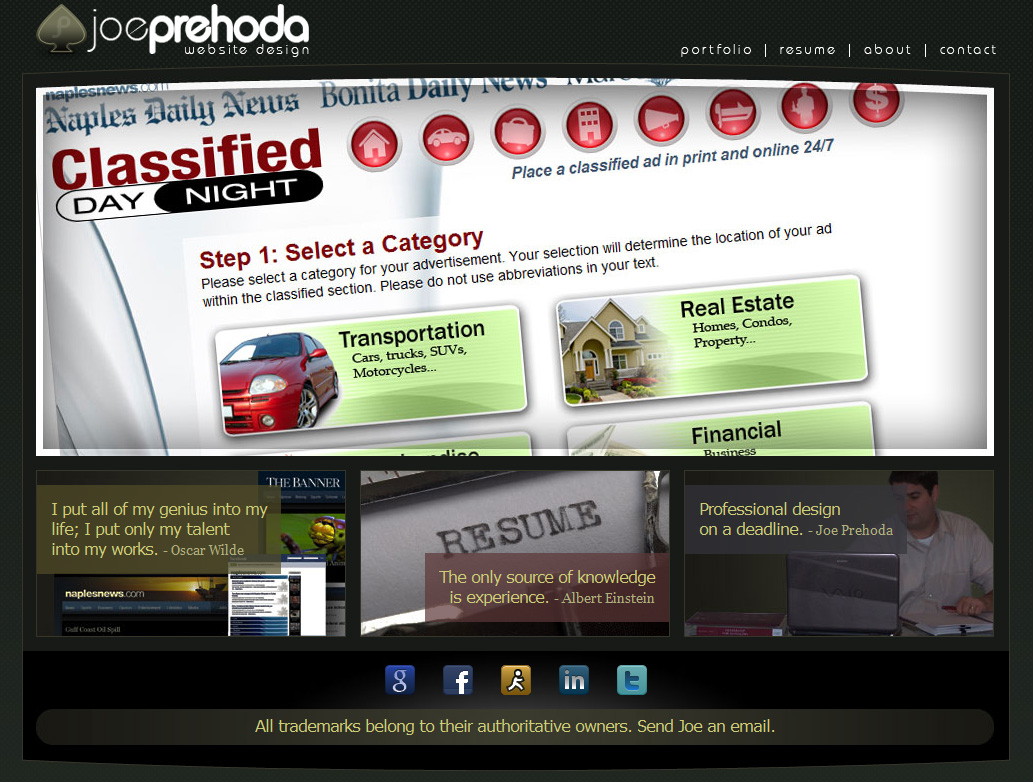 JP joeprehoda
website design
portfolio | resume | about | contact
naplesnews.com
Naples Daily News Bonita Daily News
Classified
DAY NIGHT
Place a classified ad in print and online 24/7
Step 1: Select a Category
Please select a category for your advertisement. Your selection will determine the location of your ad
within the classified section. Please do not use abbreviations in your text.
Transportation
Cars, trucks, SUVs,
Motorcycles...
Real Estate
Homes, Condos,
Property...
Financial
Business
THE BANNER
I put all of my genius into my
life; I put only my talent
into my works. - Oscar Wilde
naplesnews.com
Gulf Coast Oil Spill
RESUME
The only source of knowledge
is experience. - Albert Einstein
Professional design
on a deadline. - Joe Prehoda
g f in t
All trademarks belong to their authoritative owners. Send Joe an email.